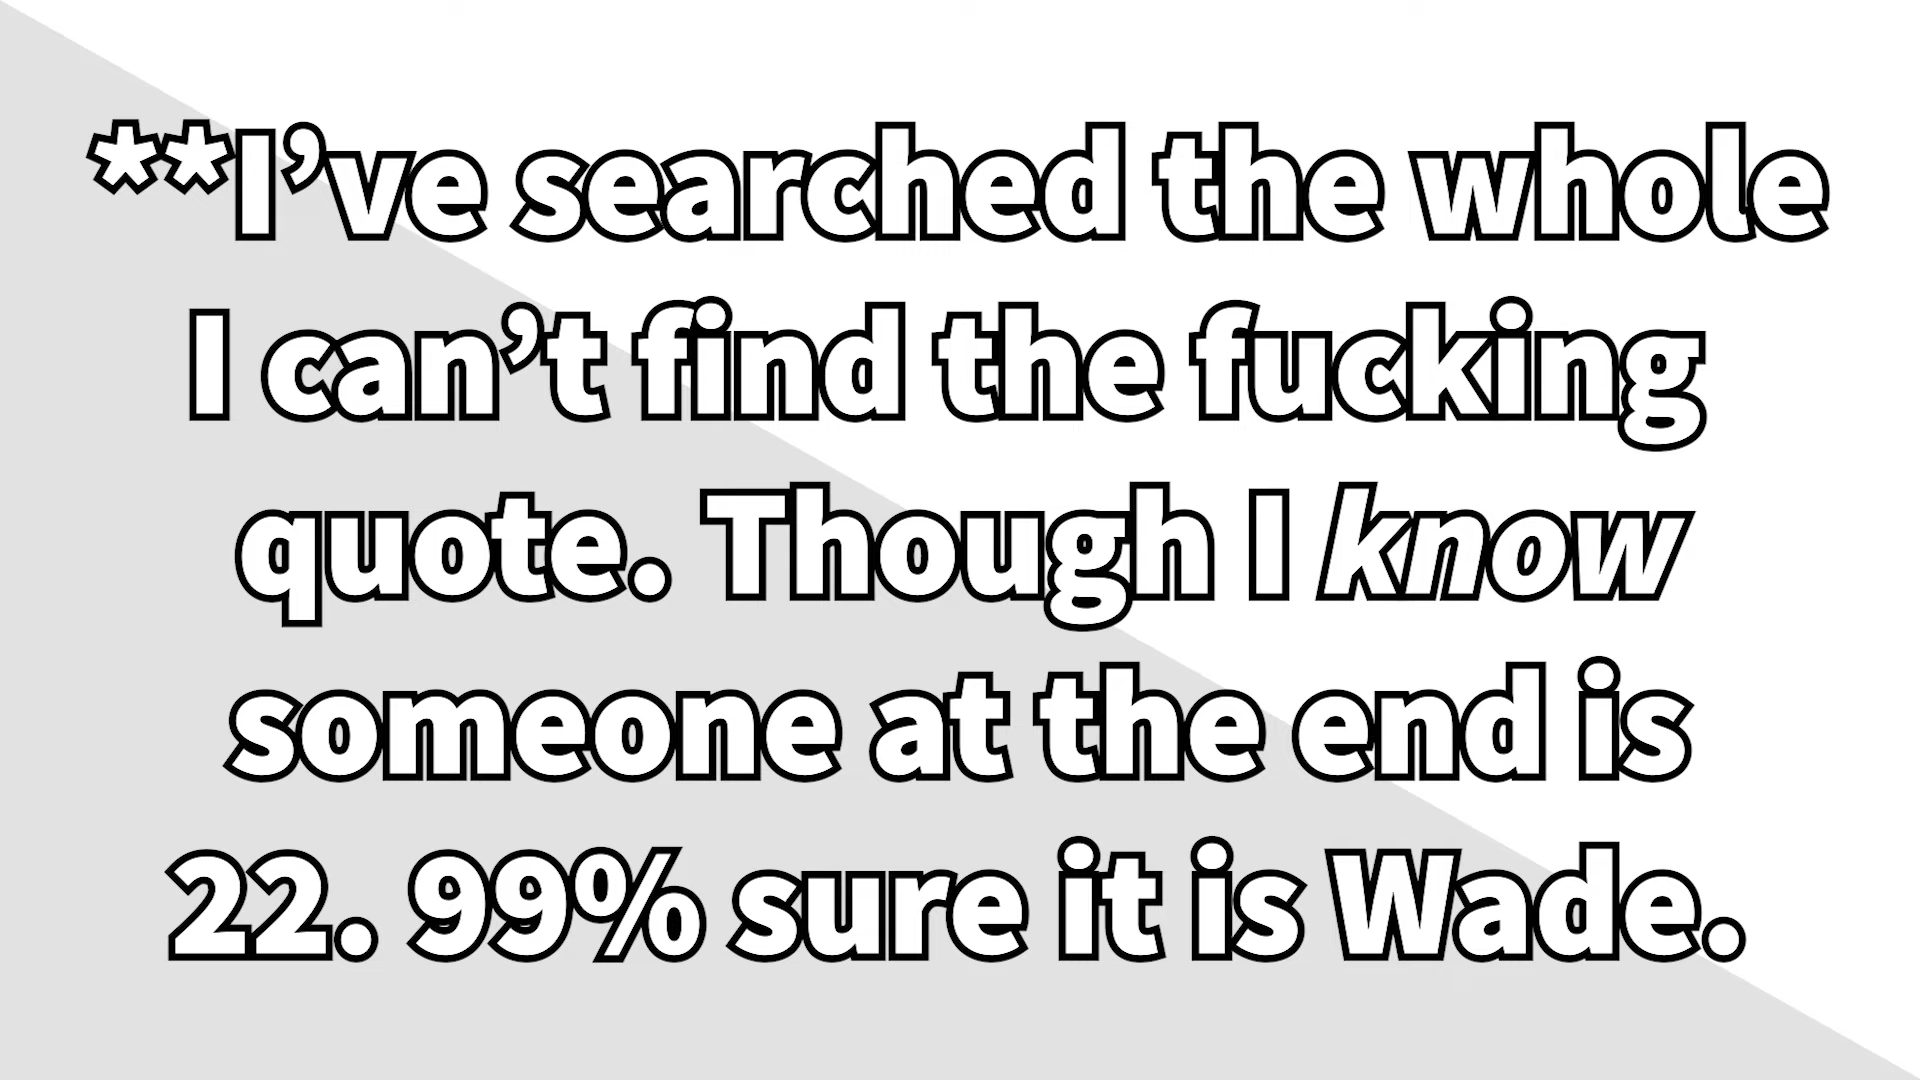 **I’ve searched the whole
I can’t find the fucking
quote. Though I know
someone at the end is
22. 99% sure it is Wade.